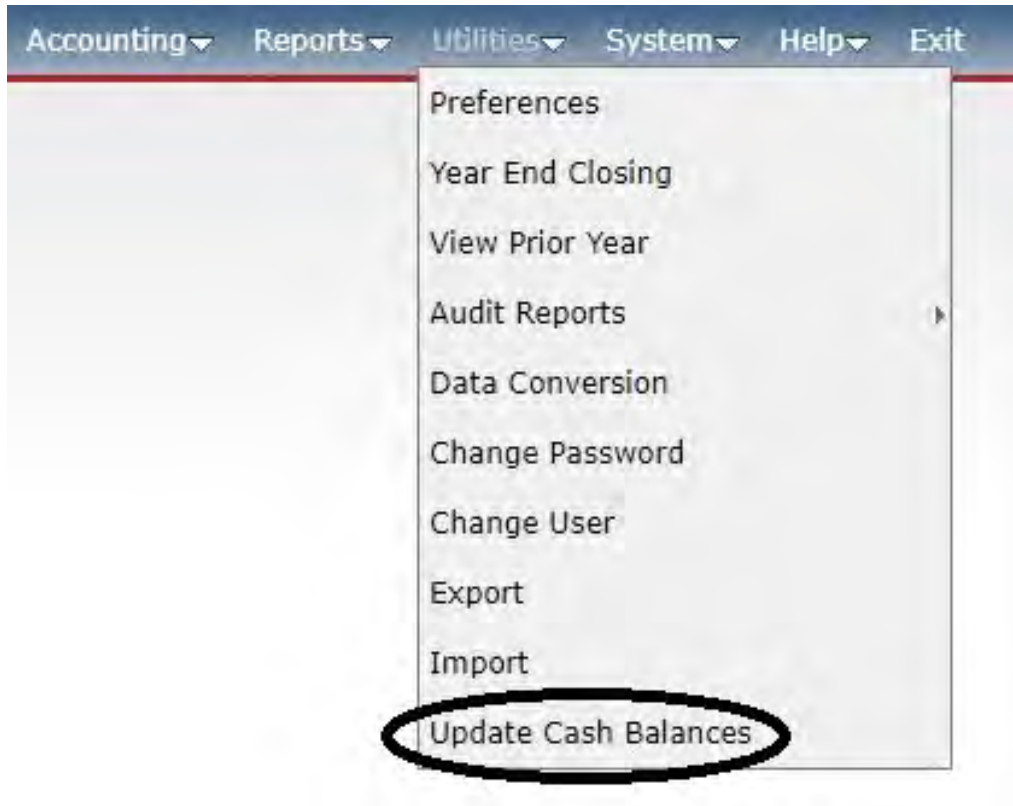 Accounting Reports Utilities System Help Exit
Preferences
Year End Closing
View Prior Year
Audit Reports
Data Conversion
Change Password
Change User
Export
Import
Update Cash Balances